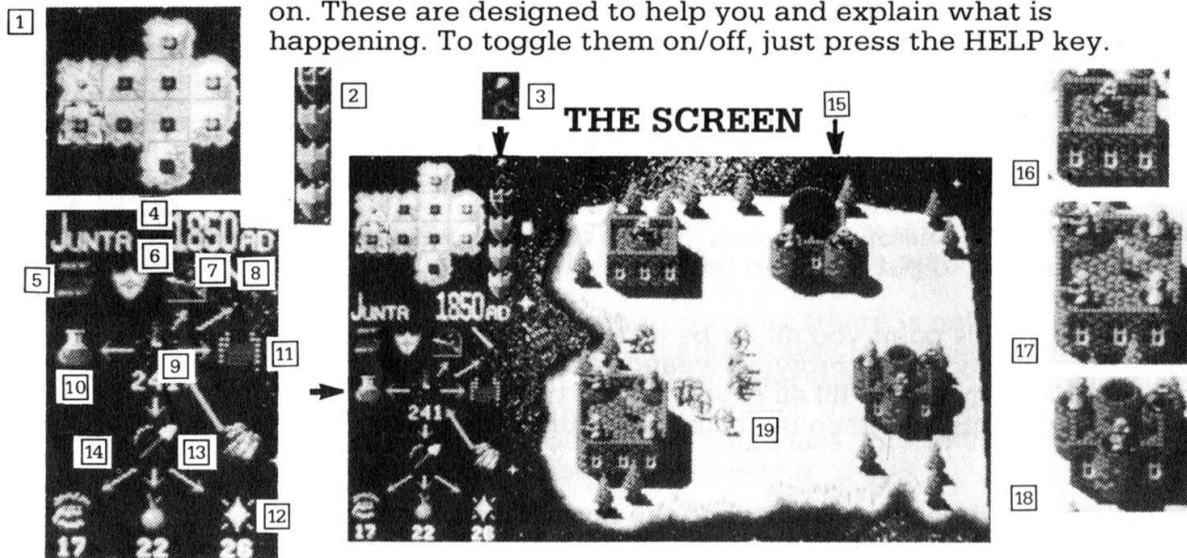 on. These are designed to help you and explain what is
happening. To toggle them on/off, just press the HELP key.
1
2
3
THE SCREEN
15
16
4
JUNTA 1850AD
5
6
7
8
JUNTA 1850AD
10
9
11
17
241
14
13
19
12
18
17 22 26
17 22 26